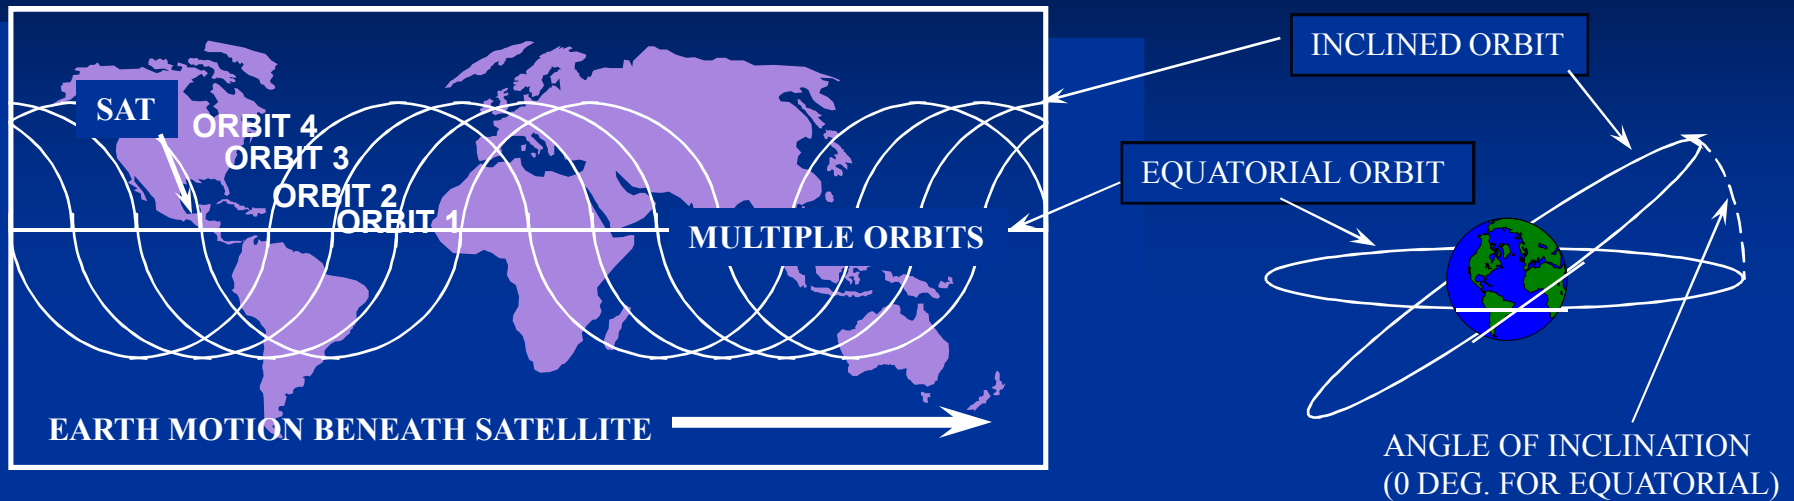 SAT
ORBIT 4
ORBIT 3
ORBIT 2
ORBIT 1
MULTIPLE ORBITS
EARTH MOTION BENEATH SATELLITE
INCLINED ORBIT
EQUATORIAL ORBIT
ANGLE OF INCLINATION
(0 DEG. FOR EQUATORIAL)